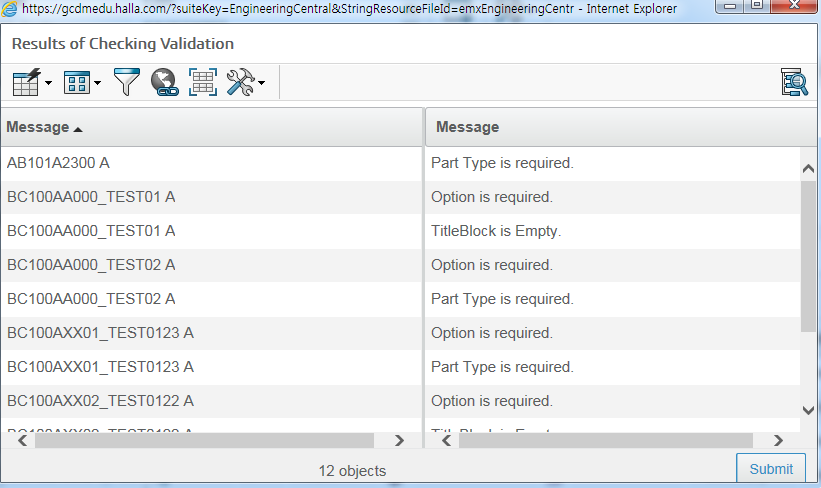 https://gcdmedu.halla.com/?suiteKey=EngineeringCentral&StringResourceFileId=emxEngineeringCentr - Internet Explorer
Results of Checking Validation
Message Message
AB101A2300 A Part Type is required.
BC100AA000_TEST01 A Option is required.
BC100AA000_TEST01 A TitleBlock is Empty.
BC100AA000_TEST02 A Option is required.
BC100AA000_TEST02 A Part Type is required.
BC100AXX01_TEST0123 A Option is required.
BC100AXX01_TEST0123 A Part Type is required.
BC100AXX02_TEST0122 A Option is required.
12 objects
Submit